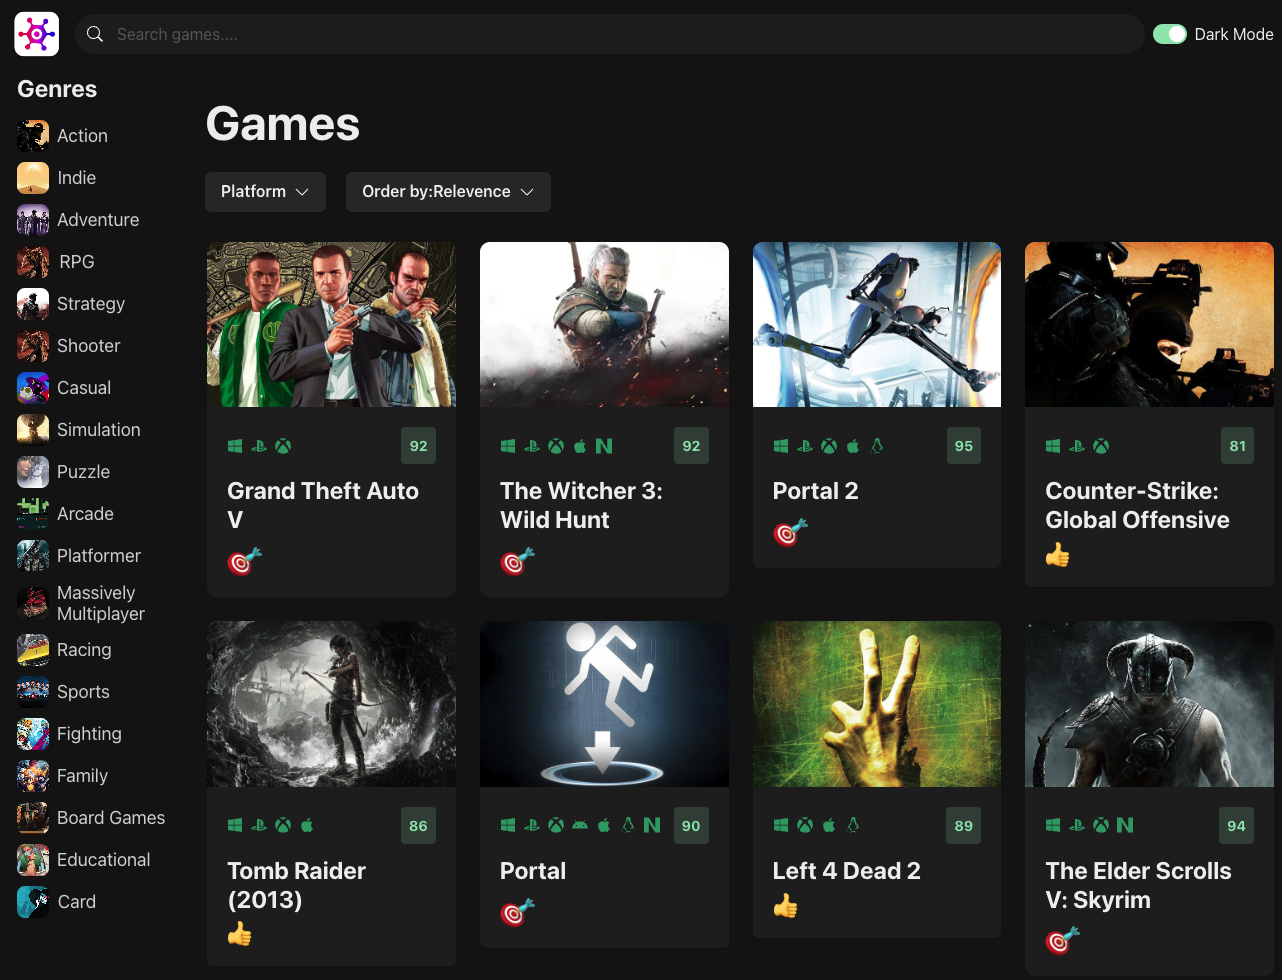 Search games....
Dark Mode
Genres
Action
Indie
Adventure
RPG
Strategy
Shooter
Casual
Simulation
Puzzle
Arcade
Platformer
Massively
Multiplayer
Racing
Sports
Fighting
Family
Board Games
Educational
Card
Games
Platform
Order by:Relevence
92
Grand Theft Auto
V
92
The Witcher 3:
Wild Hunt
95
Portal 2
81
Counter-Strike:
Global Offensive
86
Tomb Raider
(2013)
90
Portal
89
Left 4 Dead 2
94
The Elder Scrolls
V: Skyrim